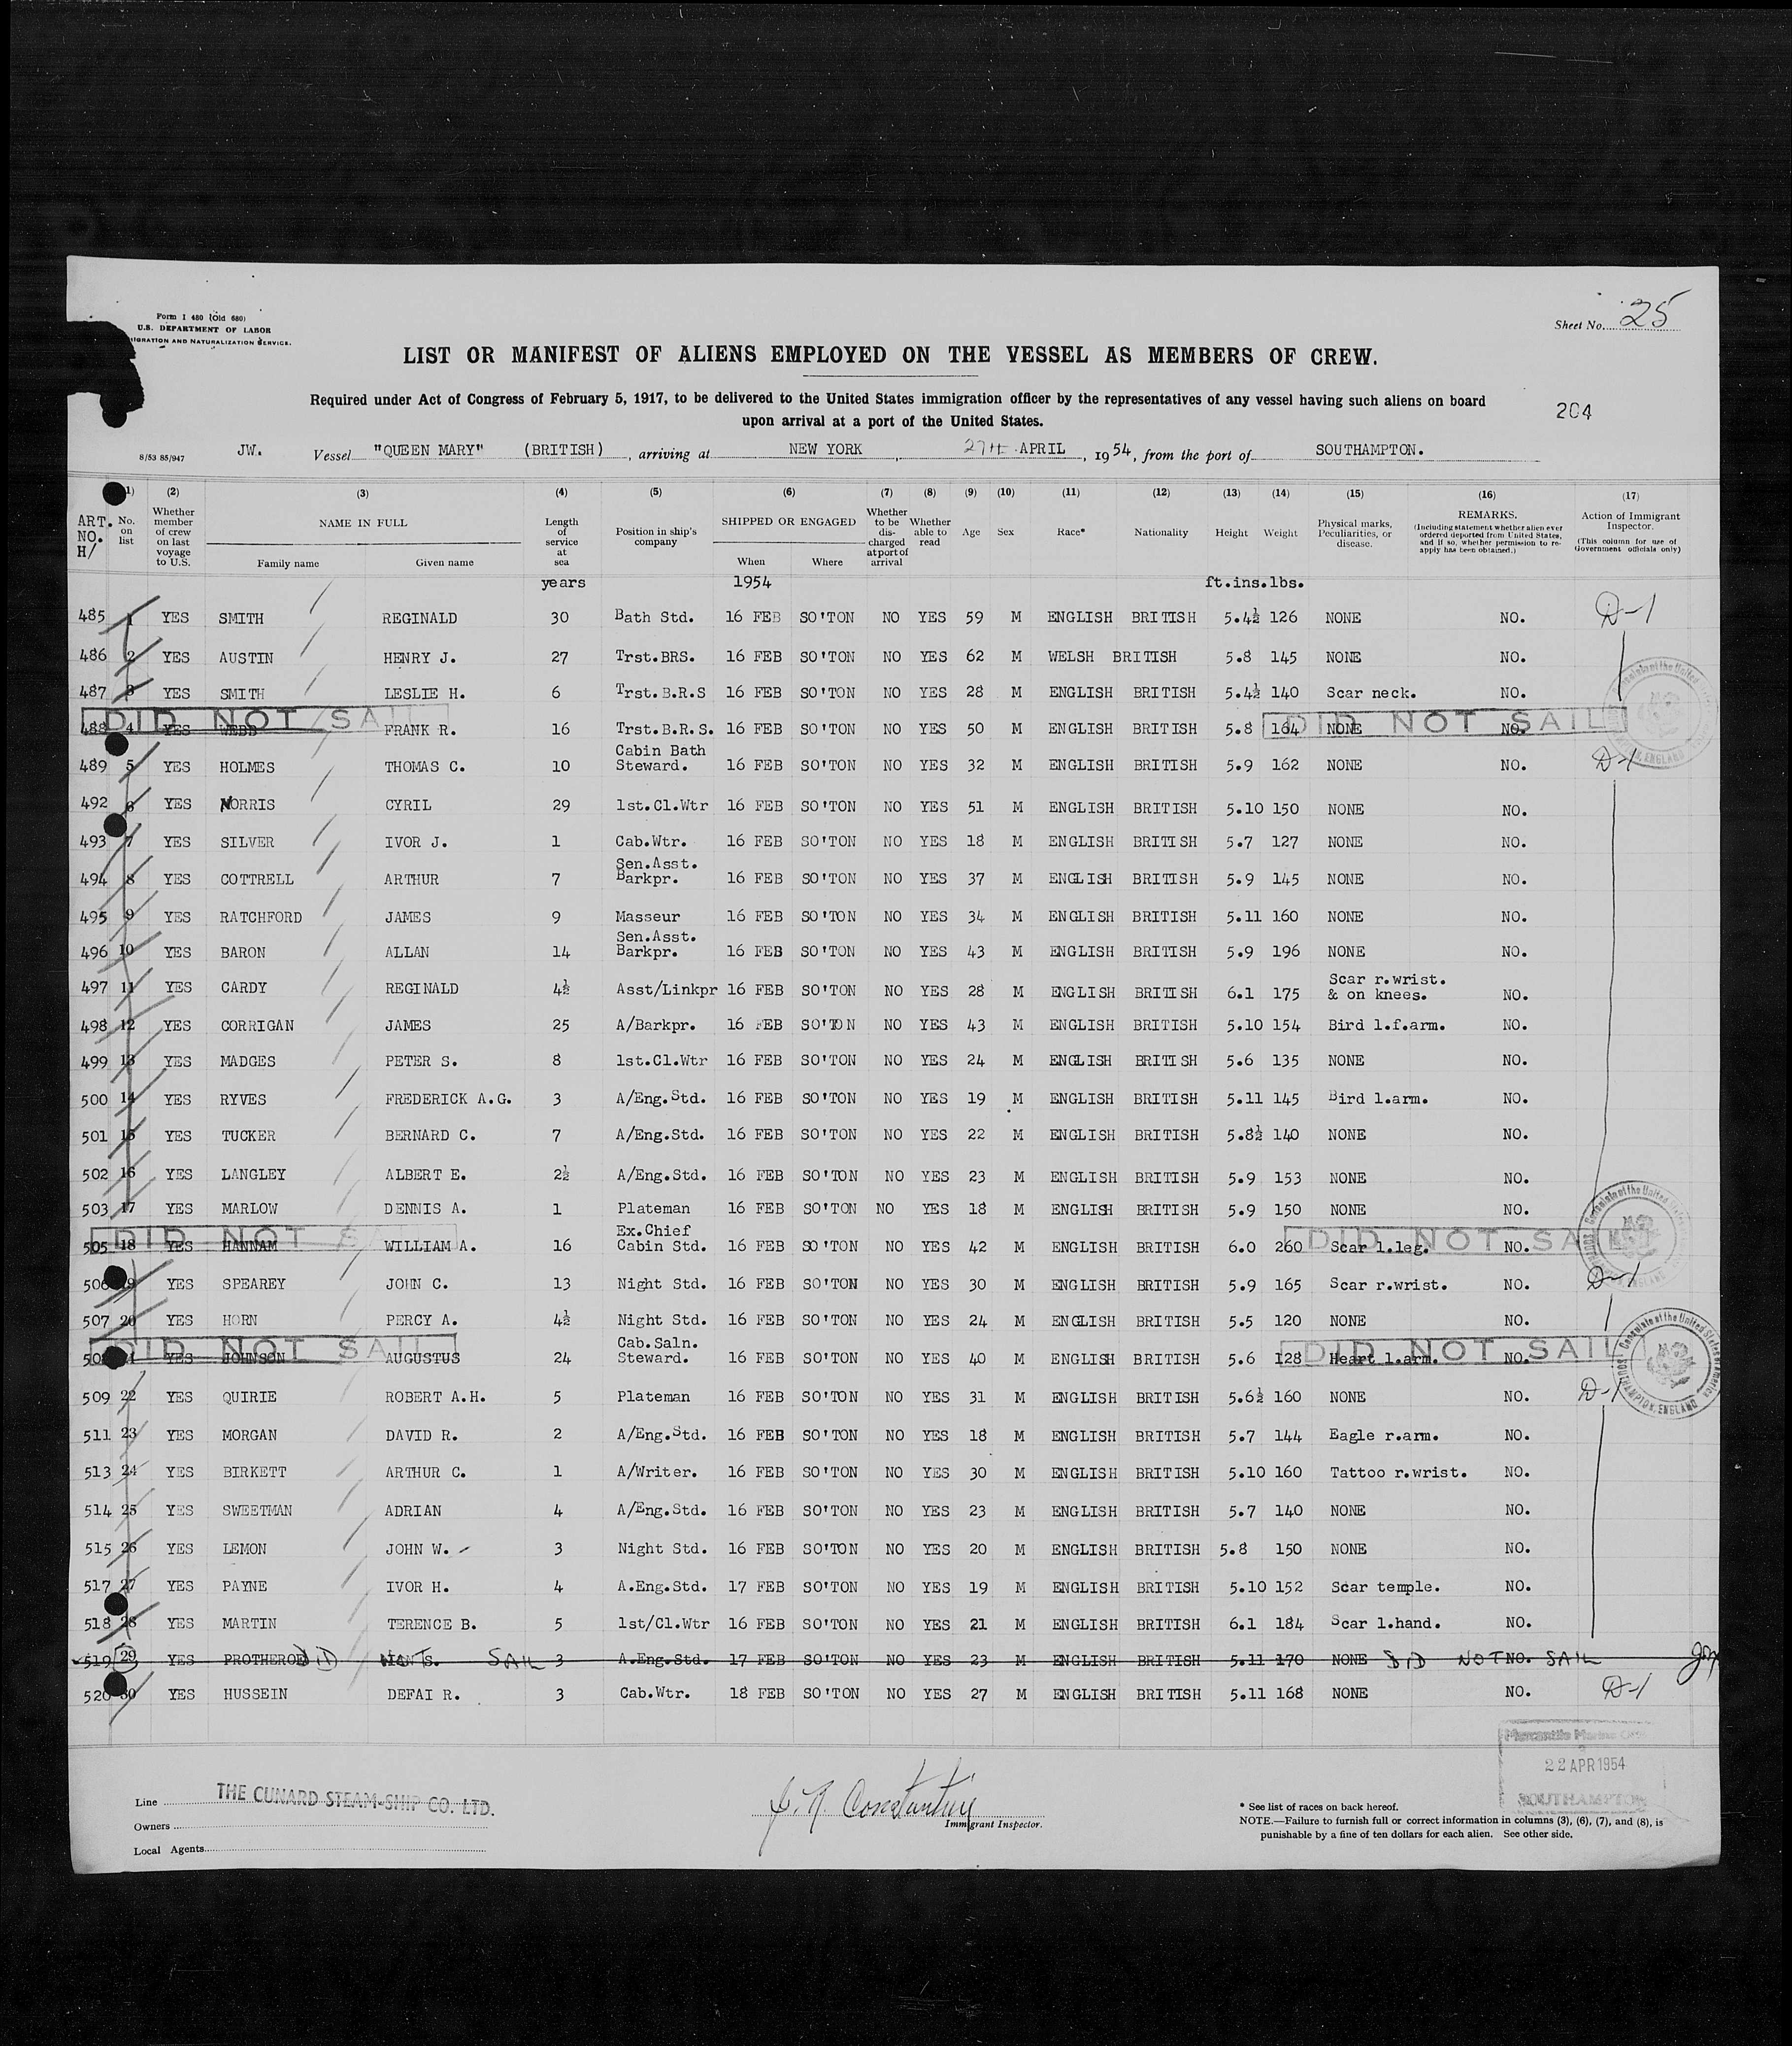 Form I 480 (Old 680)
U.S. DEPARTMENT OF LABOR
IGRATION AND NATURALIZATION SERVICE.
Sheet No. 25
LIST OR MANIFEST OF ALIENS EMPLOYED ON THE VESSEL AS MEMBERS OF CREW.
Required under Act of Congress of February 5, 1917, to be delivered to the United States immigration officer by the representatives of any vessel having such aliens on board
upon arrival at a port of the United States.
204
8/53 85/947 JW. Vessel "QUEEN MARY" (BRITISH), arriving at NEW YORK, 27th APRIL, 1954, from the port of SOUTHAMPTON.
1) (2) (3) (4) (5) (6) (7) (8) (9) (10) (11) (12) (13) (14) (15) (16) (17)
ART. NO. H/ No. on list Whether member of crew on last voyage to U.S. NAME IN FULL Family name Given name Length of service at sea Position in ship's company SHIPPED OR ENGAGED When Where Whether to be discharged at port of arrival Whether able to read Age Sex Race* Nationality Height Weight Physical marks, Peculiarities, or disease. REMARKS. (Including statement whether alien ever ordered deported from United States, and if so, whether permission to re-apply has been obtained.) Action of Immigrant Inspector. (This column for use of Government officials only)
years 1954 ft.ins.lbs.
485 1 YES SMITH REGINALD 30 Bath Std. 16 FEB SO'TON NO YES 59 M ENGLISH BRITISH 5.4½ 126 NONE NO. D-1
486 2 YES AUSTIN HENRY J. 27 Trst.BRS. 16 FEB SO'TON NO YES 62 M WELSH BRITISH 5.8 145 NONE NO.
487 3 YES SMITH LESLIE H. 6 Trst.B.R.S 16 FEB SO'TON NO YES 28 M ENGLISH BRITISH 5.4½ 140 Scar neck. NO.
DID NOT SAIL DID NOT SAIL
488 4 YES WEBB FRANK R. 16 Trst.B.R.S. 16 FEB SO'TON NO YES 50 M ENGLISH BRITISH 5.8 164 NONE NO.
489 5 YES HOLMES THOMAS C. 10 Cabin Bath Steward. 16 FEB SO'TON NO YES 32 M ENGLISH BRITISH 5.9 162 NONE NO. D-1
492 6 YES NORRIS CYRIL 29 1st.Cl.Wtr 16 FEB SO'TON NO YES 51 M ENGLISH BRITISH 5.10 150 NONE NO.
493 7 YES SILVER IVOR J. 1 Cab.Wtr. 16 FEB SO'TON NO YES 18 M ENGLISH BRITISH 5.7 127 NONE NO.
494 8 YES COTTRELL ARTHUR 7 Sen.Asst. Barkpr. 16 FEB SO'TON NO YES 37 M ENGLISH BRITISH 5.9 145 NONE NO.
495 9 YES RATCHFORD JAMES 9 Masseur 16 FEB SO'TON NO YES 34 M ENGLISH BRITISH 5.11 160 NONE NO.
496 10 YES BARON ALLAN 14 Sen.Asst. Barkpr. 16 FEB SO'TON NO YES 43 M ENGLISH BRITISH 5.9 196 NONE NO.
497 11 YES CARDY REGINALD 4½ Asst/Linkpr 16 FEB SO'TON NO YES 28 M ENGLISH BRITISH 6.1 175 Scar r.wrist. & on knees. NO.
498 12 YES CORRIGAN JAMES 25 A/Barkpr. 16 FEB SO'TON NO YES 43 M ENGLISH BRITISH 5.10 154 Bird l.f.arm. NO.
499 13 YES MADGES PETER S. 8 1st.Cl.Wtr 16 FEB SO'TON NO YES 24 M ENGLISH BRITISH 5.6 135 NONE NO.
500 14 YES RYVES FREDERICK A.G. 3 A/Eng.Std. 16 FEB SO'TON NO YES 19 M ENGLISH BRITISH 5.11 145 Bird l.arm. NO.
501 15 YES TUCKER BERNARD C. 7 A/Eng.Std. 16 FEB SO'TON NO YES 22 M ENGLISH BRITISH 5.8½ 140 NONE NO.
502 16 YES LANGLEY ALBERT E. 2½ A/Eng.Std. 16 FEB SO'TON NO YES 23 M ENGLISH BRITISH 5.9 153 NONE NO.
503 17 YES MARLOW DENNIS A. 1 Plateman 16 FEB SO'TON NO YES 18 M ENGLISH BRITISH 5.9 150 NONE NO.
DID NOT SA DID NOT SA
505 18 YES HANNAM WILLIAM A. 16 Ex.Chief Cabin Std. 16 FEB SO'TON NO YES 42 M ENGLISH BRITISH 6.0 260 Scar l.leg. NO.
506 19 YES SPEAREY JOHN C. 13 Night Std. 16 FEB SO'TON NO YES 30 M ENGLISH BRITISH 5.9 165 Scar r.wrist. NO. D-1
507 20 YES HORN PERCY A. 4½ Night Std. 16 FEB SO'TON NO YES 24 M ENGLISH BRITISH 5.5 120 NONE NO.
DID NOT SAIL DID NOT SAIL
YES JOHNSON AUGUSTUS 24 Cab.Saln. Steward. 16 FEB SO'TON NO YES 40 M ENGLISH BRITISH 5.6 128 Heart l.arm. NO.
Consulate of the United States of America SOUTHAMPTON, ENGLAND
509 22 YES QUIRIE ROBERT A.H. 5 Plateman 16 FEB SO'TON NO YES 31 M ENGLISH BRITISH 5.6½ 160 NONE NO. D-1
511 23 YES MORGAN DAVID R. 2 A/Eng.Std. 16 FEB SO'TON NO YES 18 M ENGLISH BRITISH 5.7 144 Eagle r.arm. NO.
513 24 YES BIRKETT ARTHUR C. 1 A/Writer. 16 FEB SO'TON NO YES 30 M ENGLISH BRITISH 5.10 160 Tattoo r.wrist. NO.
514 25 YES SWEETMAN ADRIAN 4 A/Eng.Std. 16 FEB SO'TON NO YES 23 M ENGLISH BRITISH 5.7 140 NONE NO.
515 26 YES LEMON JOHN W. 3 Night Std. 16 FEB SO'TON NO YES 20 M ENGLISH BRITISH 5.8 150 NONE NO.
517 27 YES PAYNE IVOR H. 4 A.Eng.Std. 17 FEB SO'TON NO YES 19 M ENGLISH BRITISH 5.10 152 Scar temple. NO.
518 28 YES MARTIN TERENCE B. 5 1st/Cl.Wtr 16 FEB SO'TON NO YES 21 M ENGLISH BRITISH 6.1 184 Scar l.hand. NO.
519 29 YES PROTHEROE DID NOT SAIL 3 A.Eng.Std. 17 FEB SO'TON NO YES 23 M ENGLISH BRITISH 5.11 170 NONE DID NOT NO. SAIL
520 30 YES HUSSEIN DEFAI R. 3 Cab.Wtr. 18 FEB SO'TON NO YES 27 M ENGLISH BRITISH 5.11 168 NONE NO. D-1
Mercantile Marine
22 APR 1954
SOUTHAMPTON
Line THE CUNARD STEAM-SHIP CO. LTD.
Owners
Local Agents
Immigrant Inspector.
* See list of races on back hereof.
NOTE.—Failure to furnish full or correct information in columns (3), (6), (7), and (8), is
punishable by a fine of ten dollars for each alien. See other side.